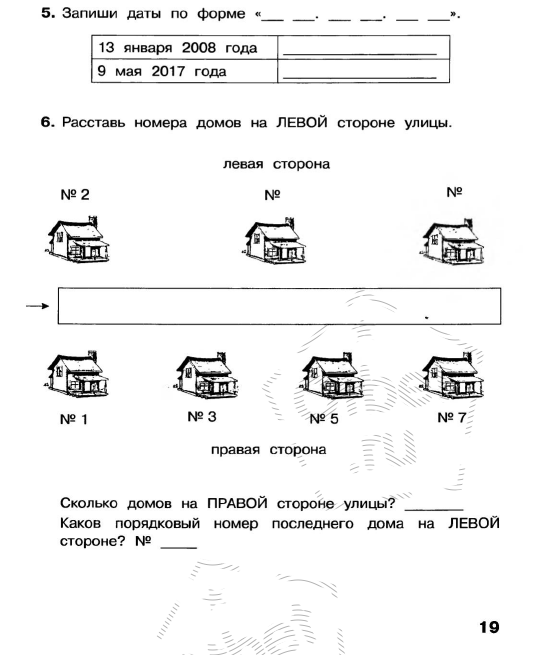 5. Запиши даты по форме «__ __. __ __. __ __».
13 января 2008 года
9 мая 2017 года
6. Расставь номера домов на ЛЕВОЙ стороне улицы.
левая сторона
№ 2 № №
№ 1 № 3 № 5 № 7
правая сторона
Сколько домов на ПРАВОЙ стороне улицы? ______
Каков порядковый номер последнего дома на ЛЕВОЙ
стороне? № ____
19